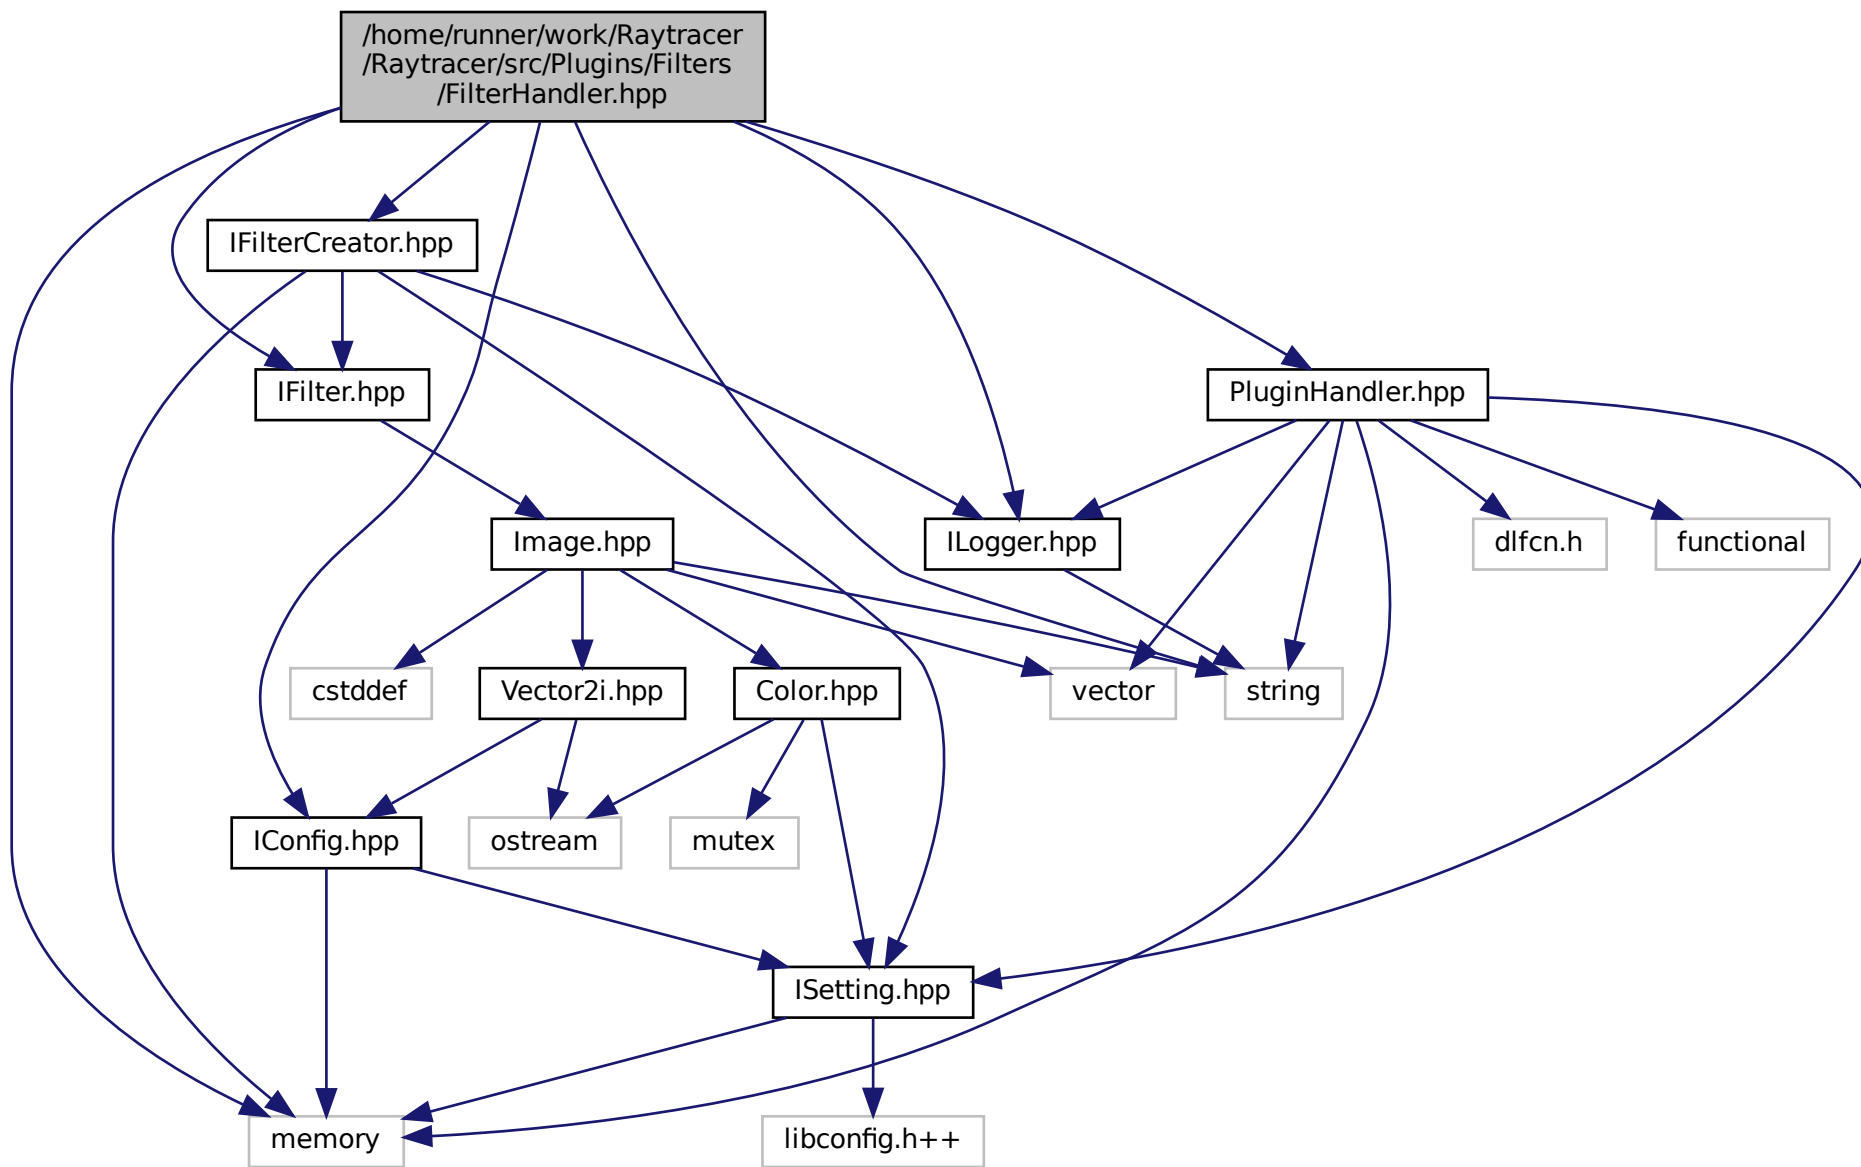 /home/runner/work/Raytracer
/Raytracer/src/Plugins/Filters
/FilterHandler.hpp
IFilterCreator.hpp
IFilter.hpp
PluginHandler.hpp
Image.hpp
ILogger.hpp
dlfcn.h
functional
cstddef
Vector2i.hpp
Color.hpp
vector
string
IConfig.hpp
ostream
mutex
ISetting.hpp
memory
libconfig.h++